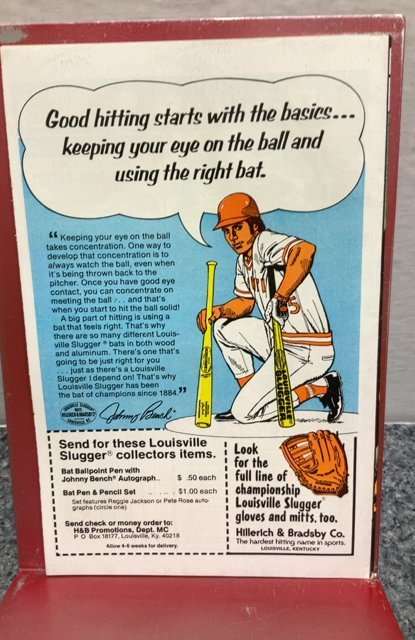 Good hitting starts with the basics...
keeping your eye on the ball and
using the right bat.
“ Keeping your eye on the ball
takes concentration. One way to
develop that concentration is to
always watch the ball, even when
it's being thrown back to the
pitcher. Once you have good eye
contact, you can concentrate on
meeting the ball . . . and that's
when you start to hit the ball solid!
A big part of hitting is using a
bat that feels right. That's why
there are so many different Louis-
ville Slugger® bats in both wood
and aluminum. There's one that's
going to be just right for you
. . . just as there's a Louisville
Slugger I depend on! That's why
Louisville Slugger has been
the bat of champions since 1884. ”
Johnny Bench
5
SLUGGER
Send for these Louisville
Slugger® collectors items.
Bat Ballpoint Pen with
Johnny Bench® Autograph.. $ .50 each
Bat Pen & Pencil Set ..... $1.00 each
Set features Reggie Jackson or Pete Rose auto-
graphs (circle one)
Send check or money order to:
H&B Promotions, Dept. MC
P O Box 18177, Louisville, Ky. 40218
Allow 4-6 weeks for delivery.
Look
for the
full line of
championship
Louisville Slugger®
gloves and mitts, too.
Hillerich & Bradsby Co.
The hardest hitting name in sports.
LOUISVILLE, KENTUCKY